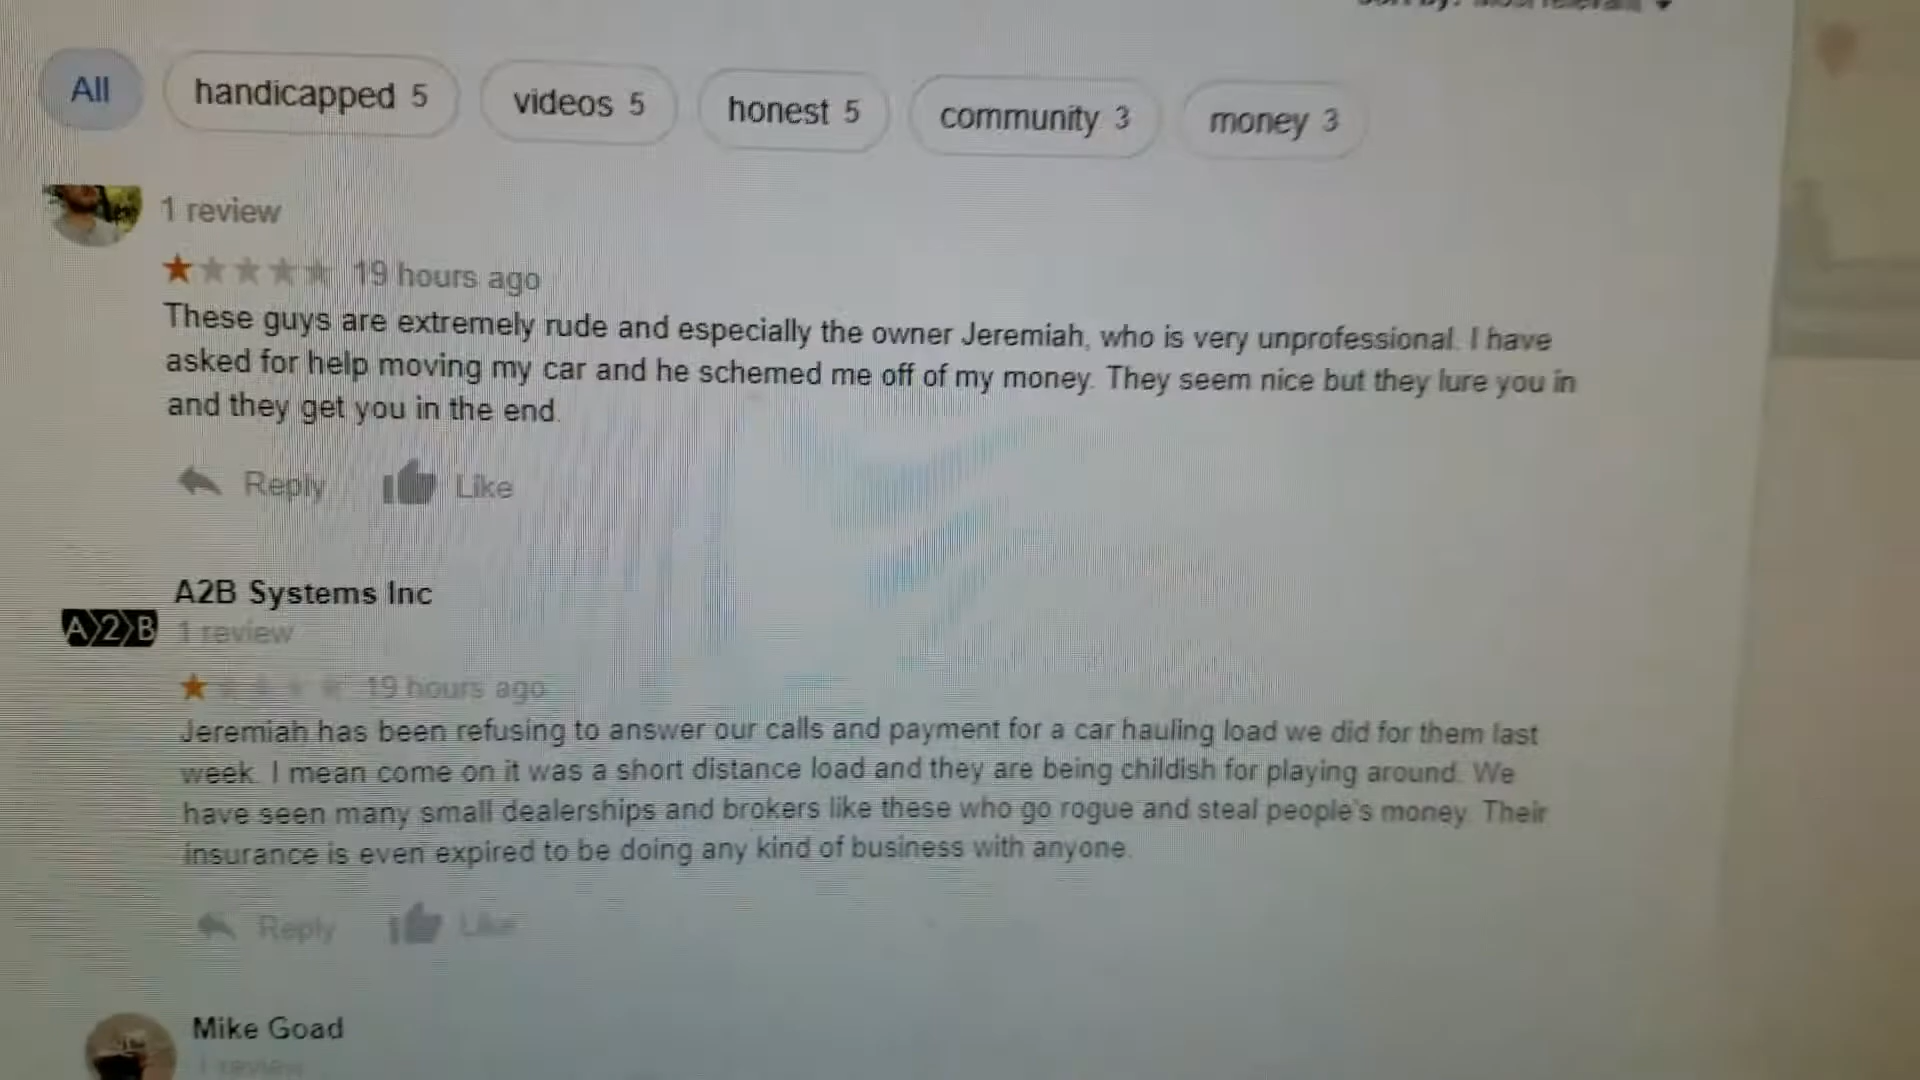 All
handicapped 5
videos 5
honest 5
community 3
money 3
1 review
19 hours ago
These guys are extremely rude and especially the owner Jeremiah, who is very unprofessional. I have
asked for help moving my car and he schemed me off of my money. They seem nice but they lure you in
and they get you in the end.
Reply
Like
A2B Systems Inc
A2B
1 review
19 hours ago
Jeremiah has been refusing to answer our calls and payment for a car hauling load we did for them last
week. I mean come on it was a short distance load and they are being childish for playing around. We
have seen many small dealerships and brokers like these who go rogue and steal people's money. Their
insurance is even expired to be doing any kind of business with anyone.
Reply
Like
Mike Goad
1 review